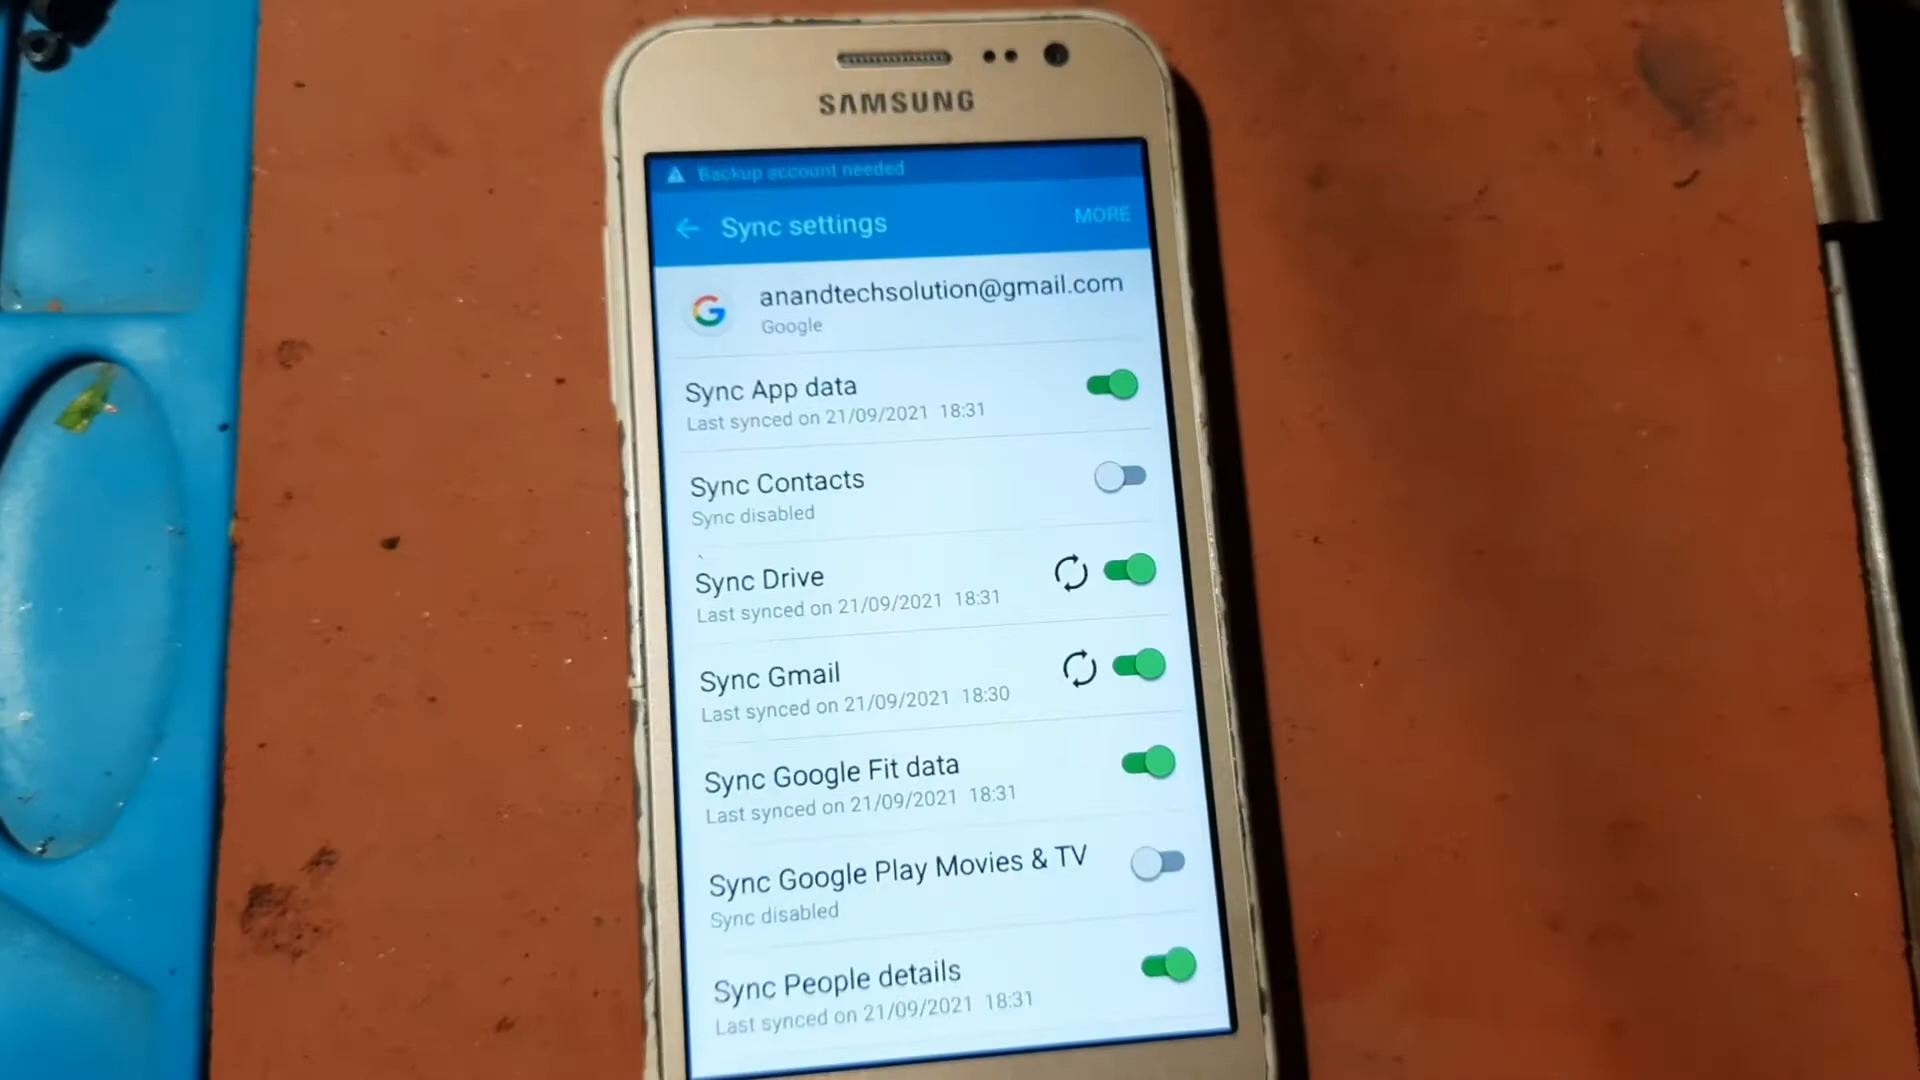 SAMSUNG
Backup account needed
Sync settings
MORE
anandtechsolution@gmail.com
Google
Sync App data
Last synced on 21/09/2021 18:31
Sync Contacts
Sync disabled
Sync Drive
Last synced on 21/09/2021 18:31
Sync Gmail
Last synced on 21/09/2021 18:30
Sync Google Fit data
Last synced on 21/09/2021 18:31
Sync Google Play Movies & TV
Sync disabled
Sync People details
Last synced on 21/09/2021 18:31